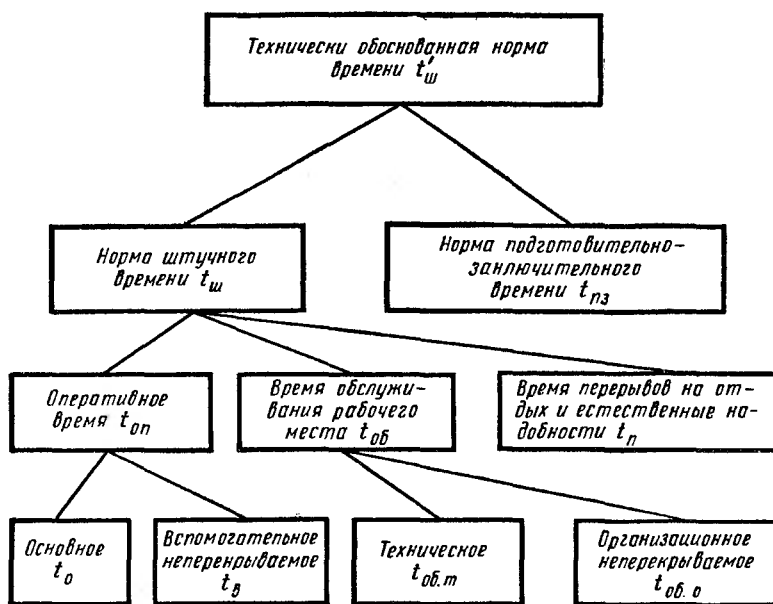 Технически обоснованная норма
времени t'ш
Норма штучного
времени tш
Норма подготовительно-
заключительного
времени tпз
Оперативное
время tоп
Время обслужи-
вания рабочего
места tоб
Время перерывов на от-
дых и естественные на-
добности tп
Основное
tо
Вспомогательное
неперекрываемое
tв
Техническое
tоб.т
Организационное
неперекрываемое
tоб.о